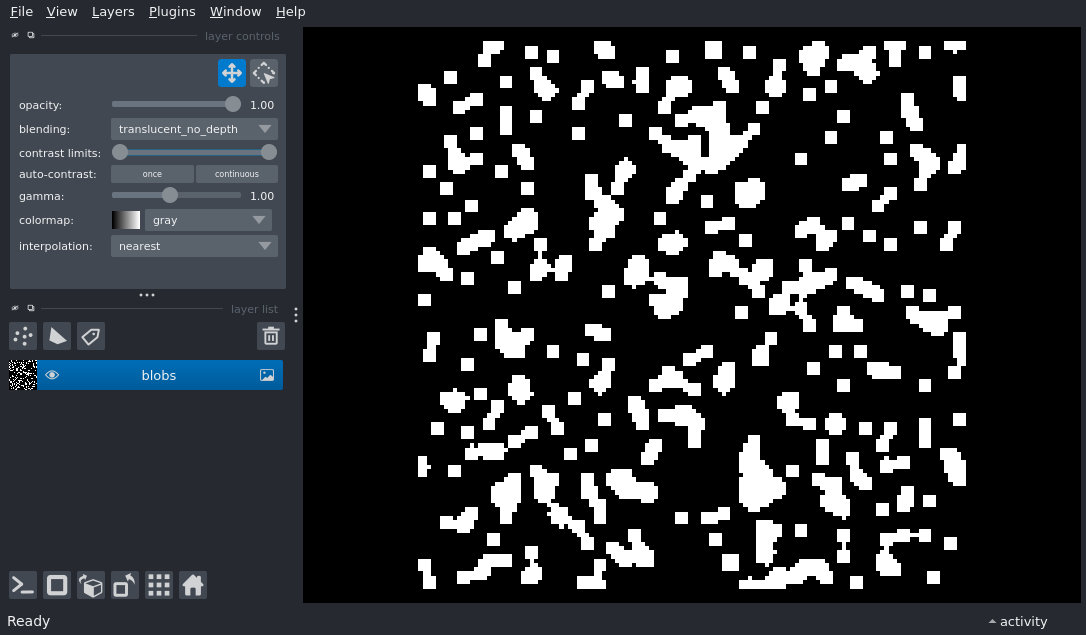 File View Layers Plugins Window Help
layer controls
opacity: 1.00
blending: translucent_no_depth
contrast limits:
auto-contrast: once continuous
gamma: 1.00
colormap: gray
interpolation: nearest
layer list
blobs
Ready activity